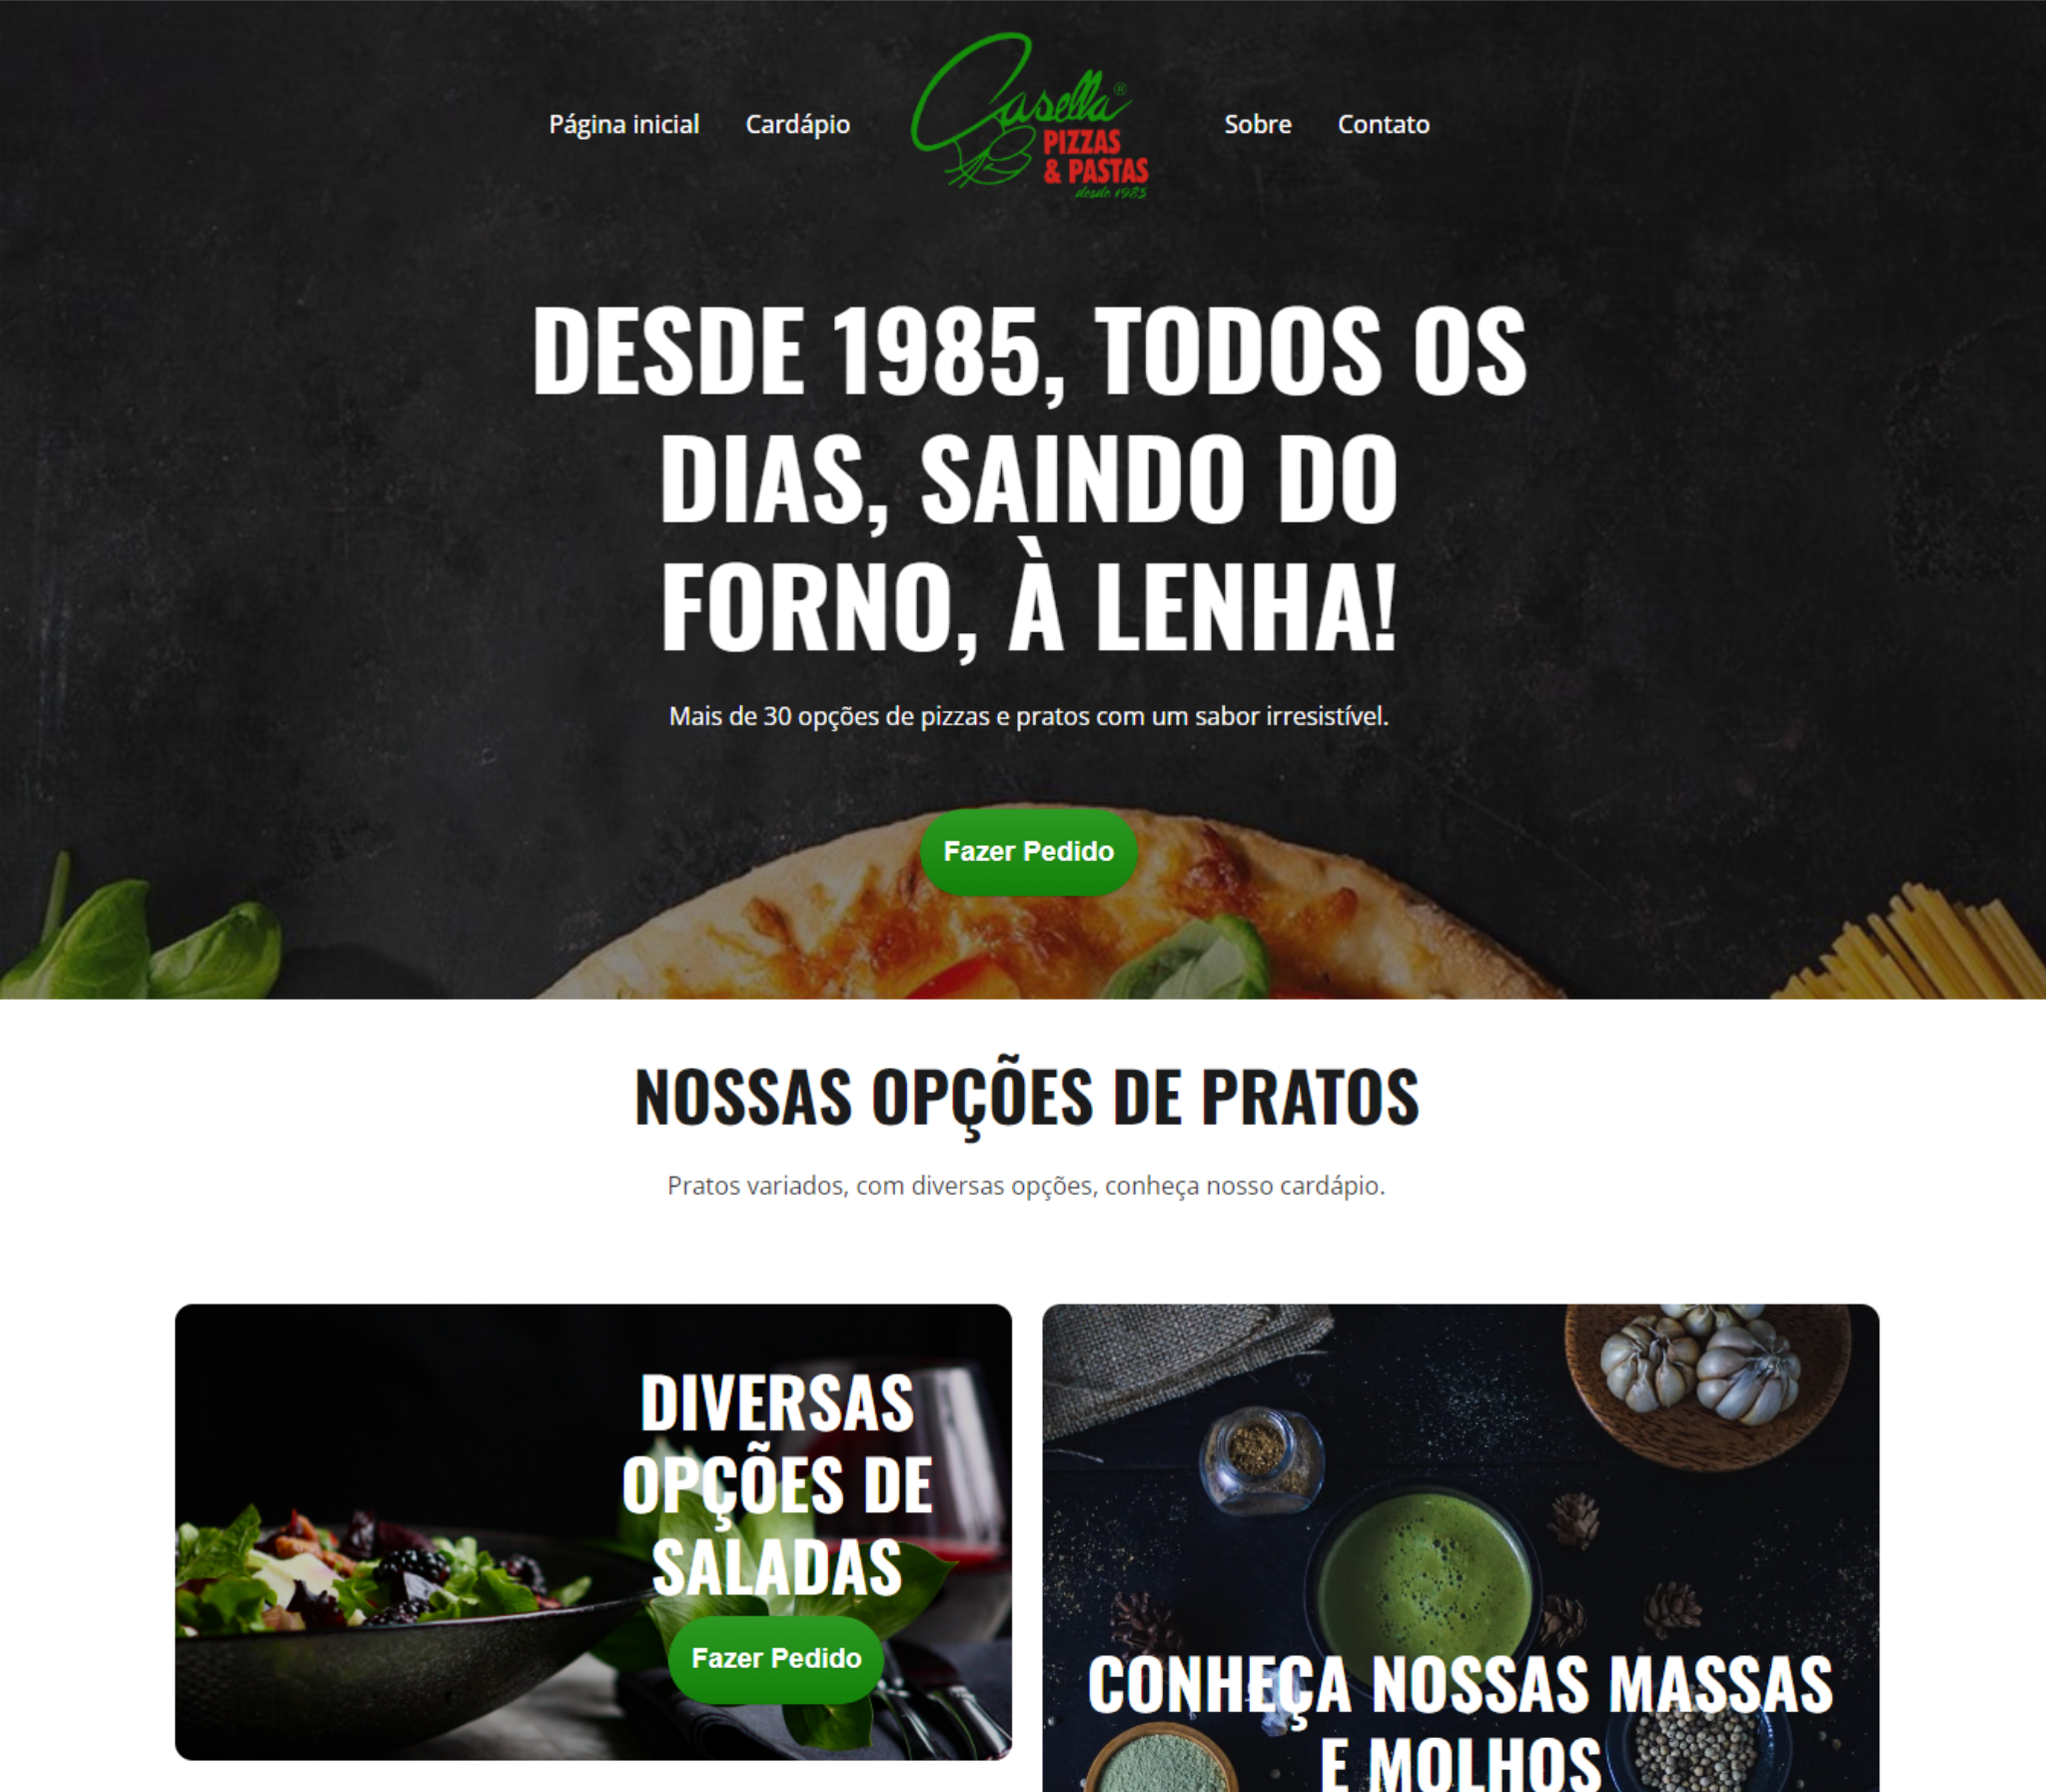 Página inicial
Cardápio
Casella®
PIZZAS
& PASTAS
desde 1985
Sobre
Contato
DESDE 1985, TODOS OS
DIAS, SAINDO DO
FORNO, À LENHA!
Mais de 30 opções de pizzas e pratos com um sabor irresistível.
Fazer Pedido
NOSSAS OPÇÕES DE PRATOS
Pratos variados, com diversas opções, conheça nosso cardápio.
DIVERSAS
OPÇÕES DE
SALADAS
Fazer Pedido
CONHEÇA NOSSAS MASSAS
E MOLHOS